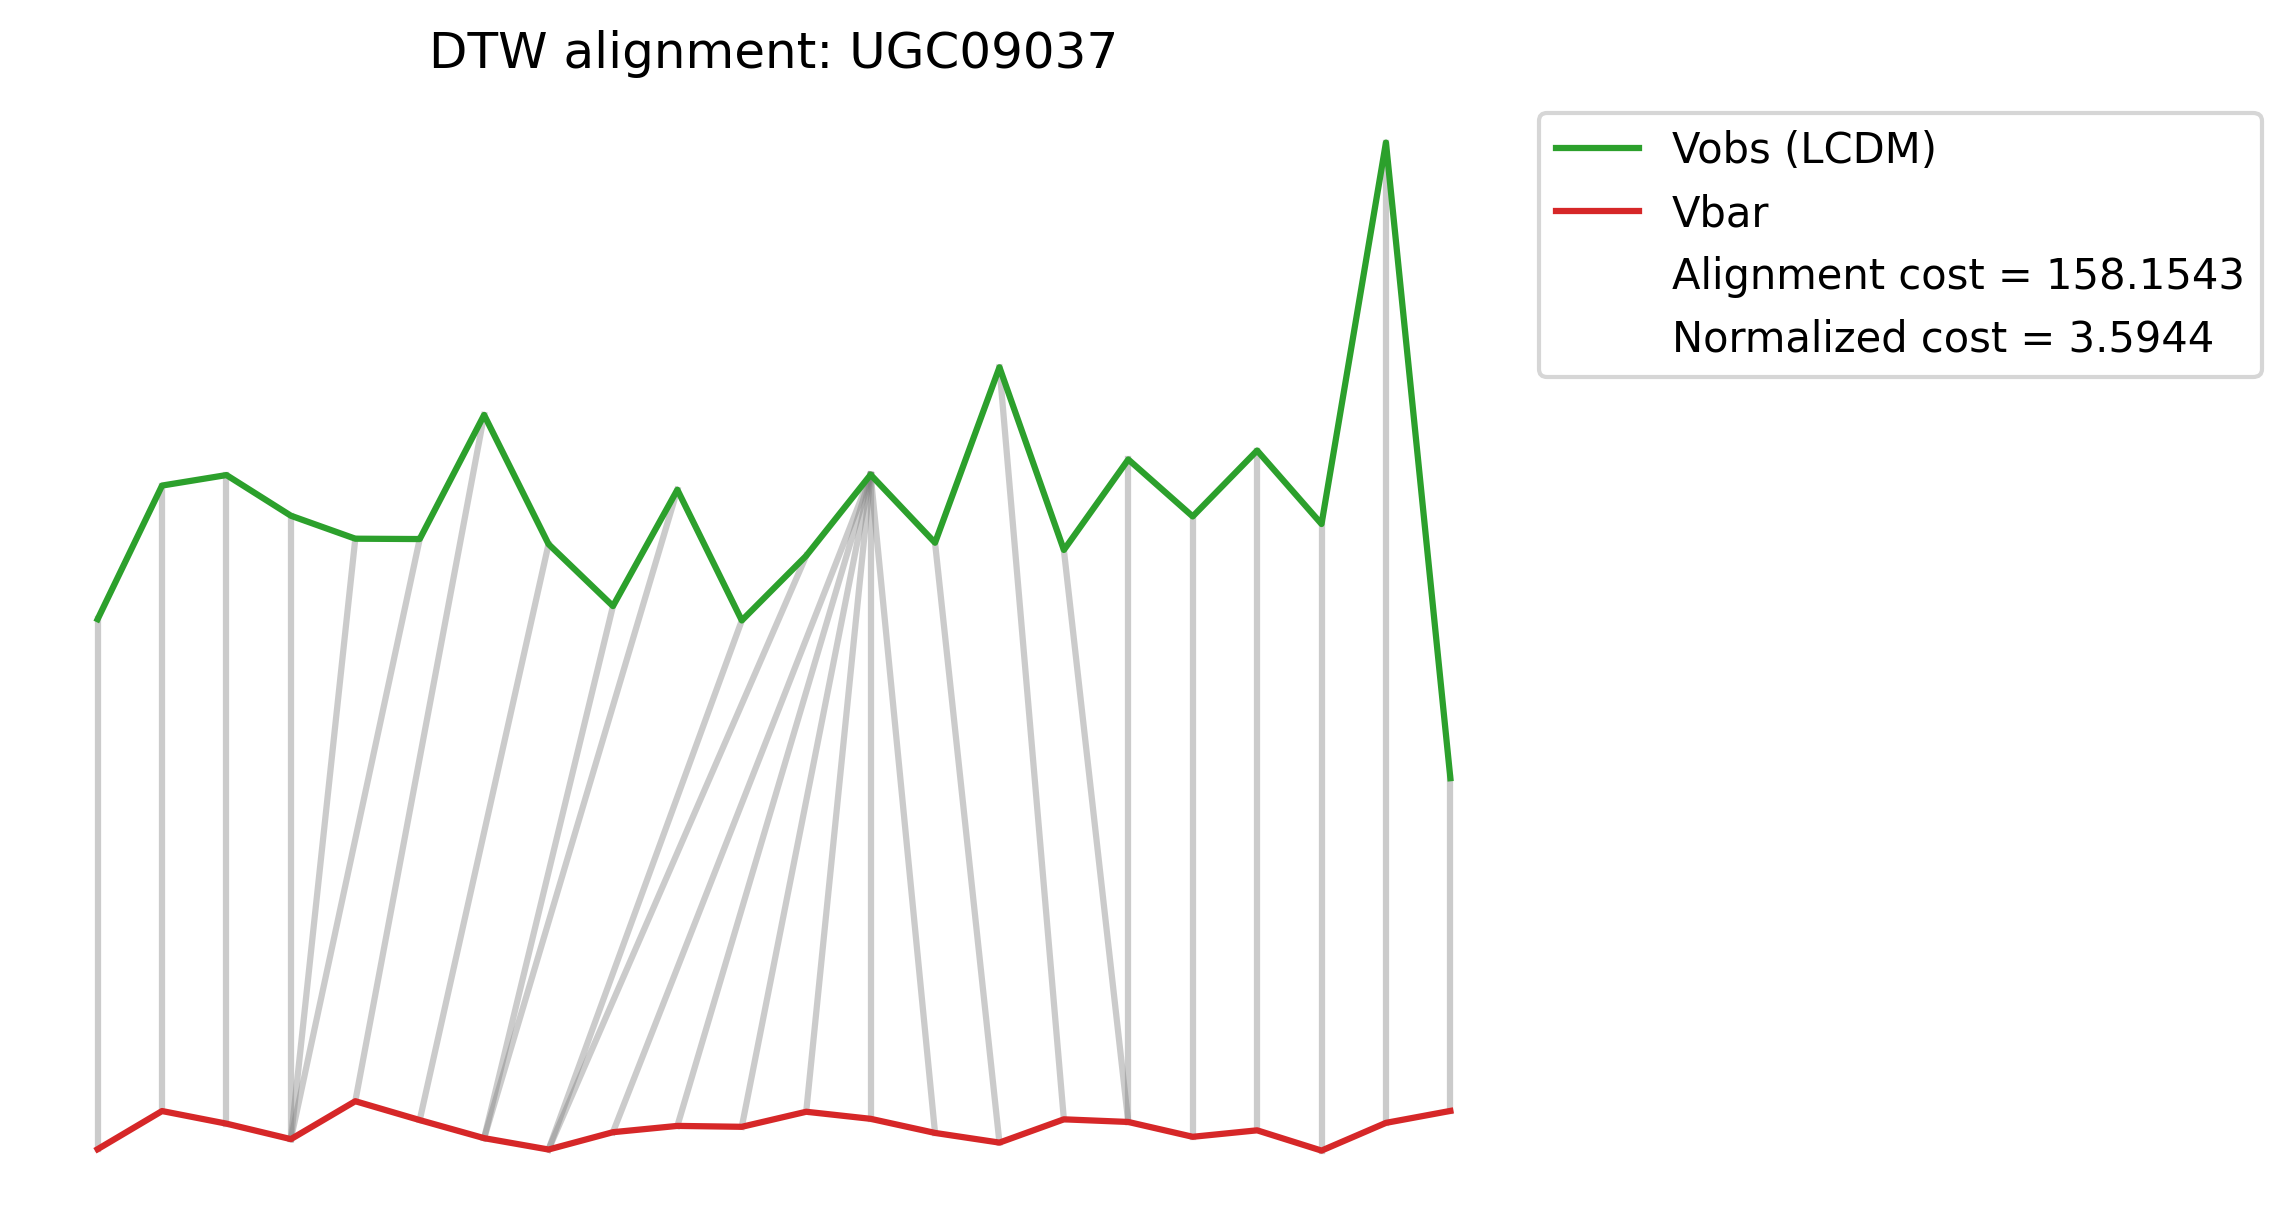 DTW alignment: UGC09037
Vobs (LCDM)
Vbar
Alignment cost = 158.1543
Normalized cost = 3.5944